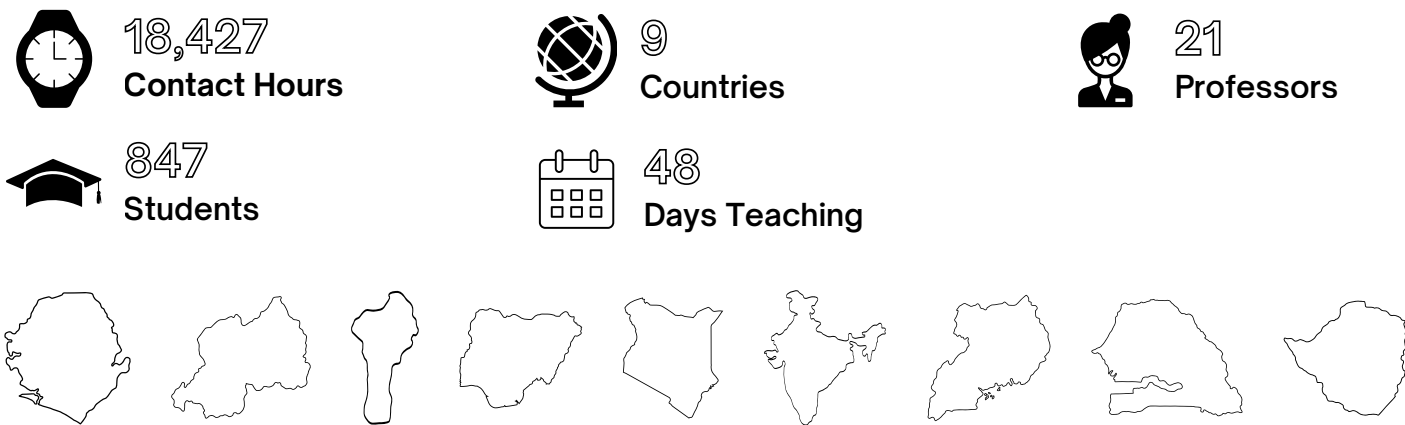 18,427
Contact Hours
9
Countries
21
Professors
847
Students
48
Days Teaching